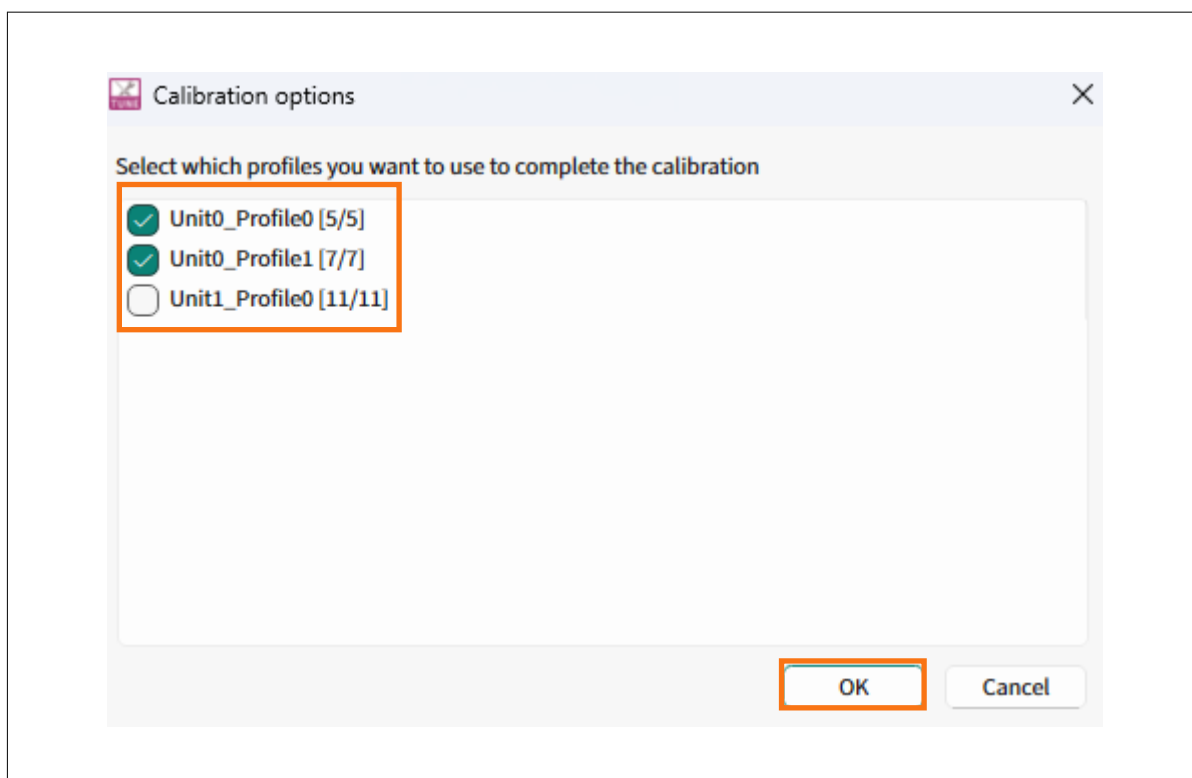 TUNE
Calibration options
Select which profiles you want to use to complete the calibration
Unit0_Profile0 [5/5]
Unit0_Profile1 [7/7]
Unit1_Profile0 [11/11]
OK
Cancel